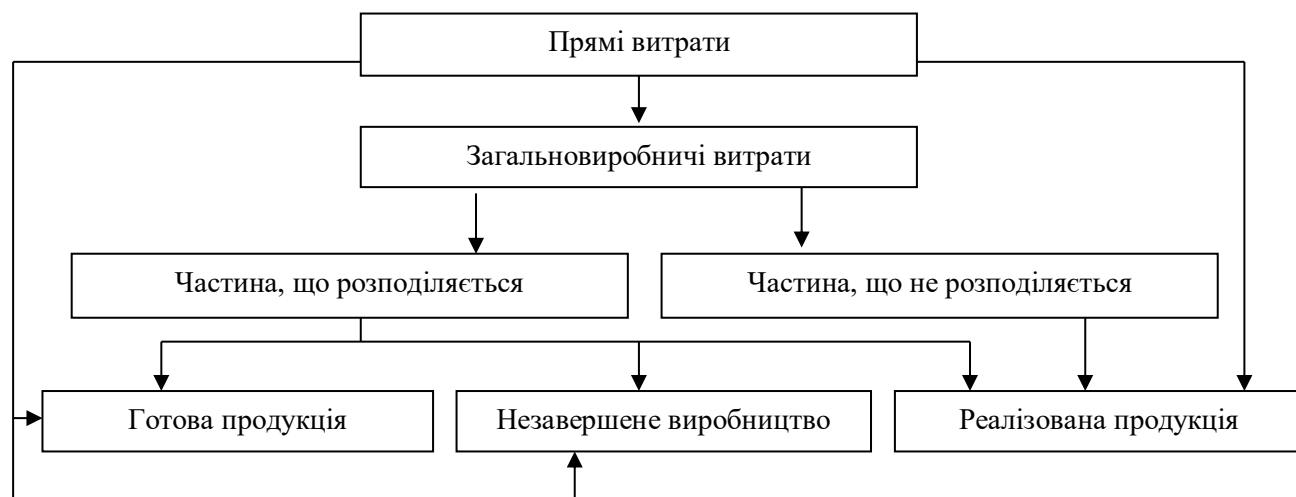 Прямі витрати
Загальновиробничі витрати
Частина, що розподіляється
Частина, що не розподіляється
Готова продукція
Незавершене виробництво
Реалізована продукція